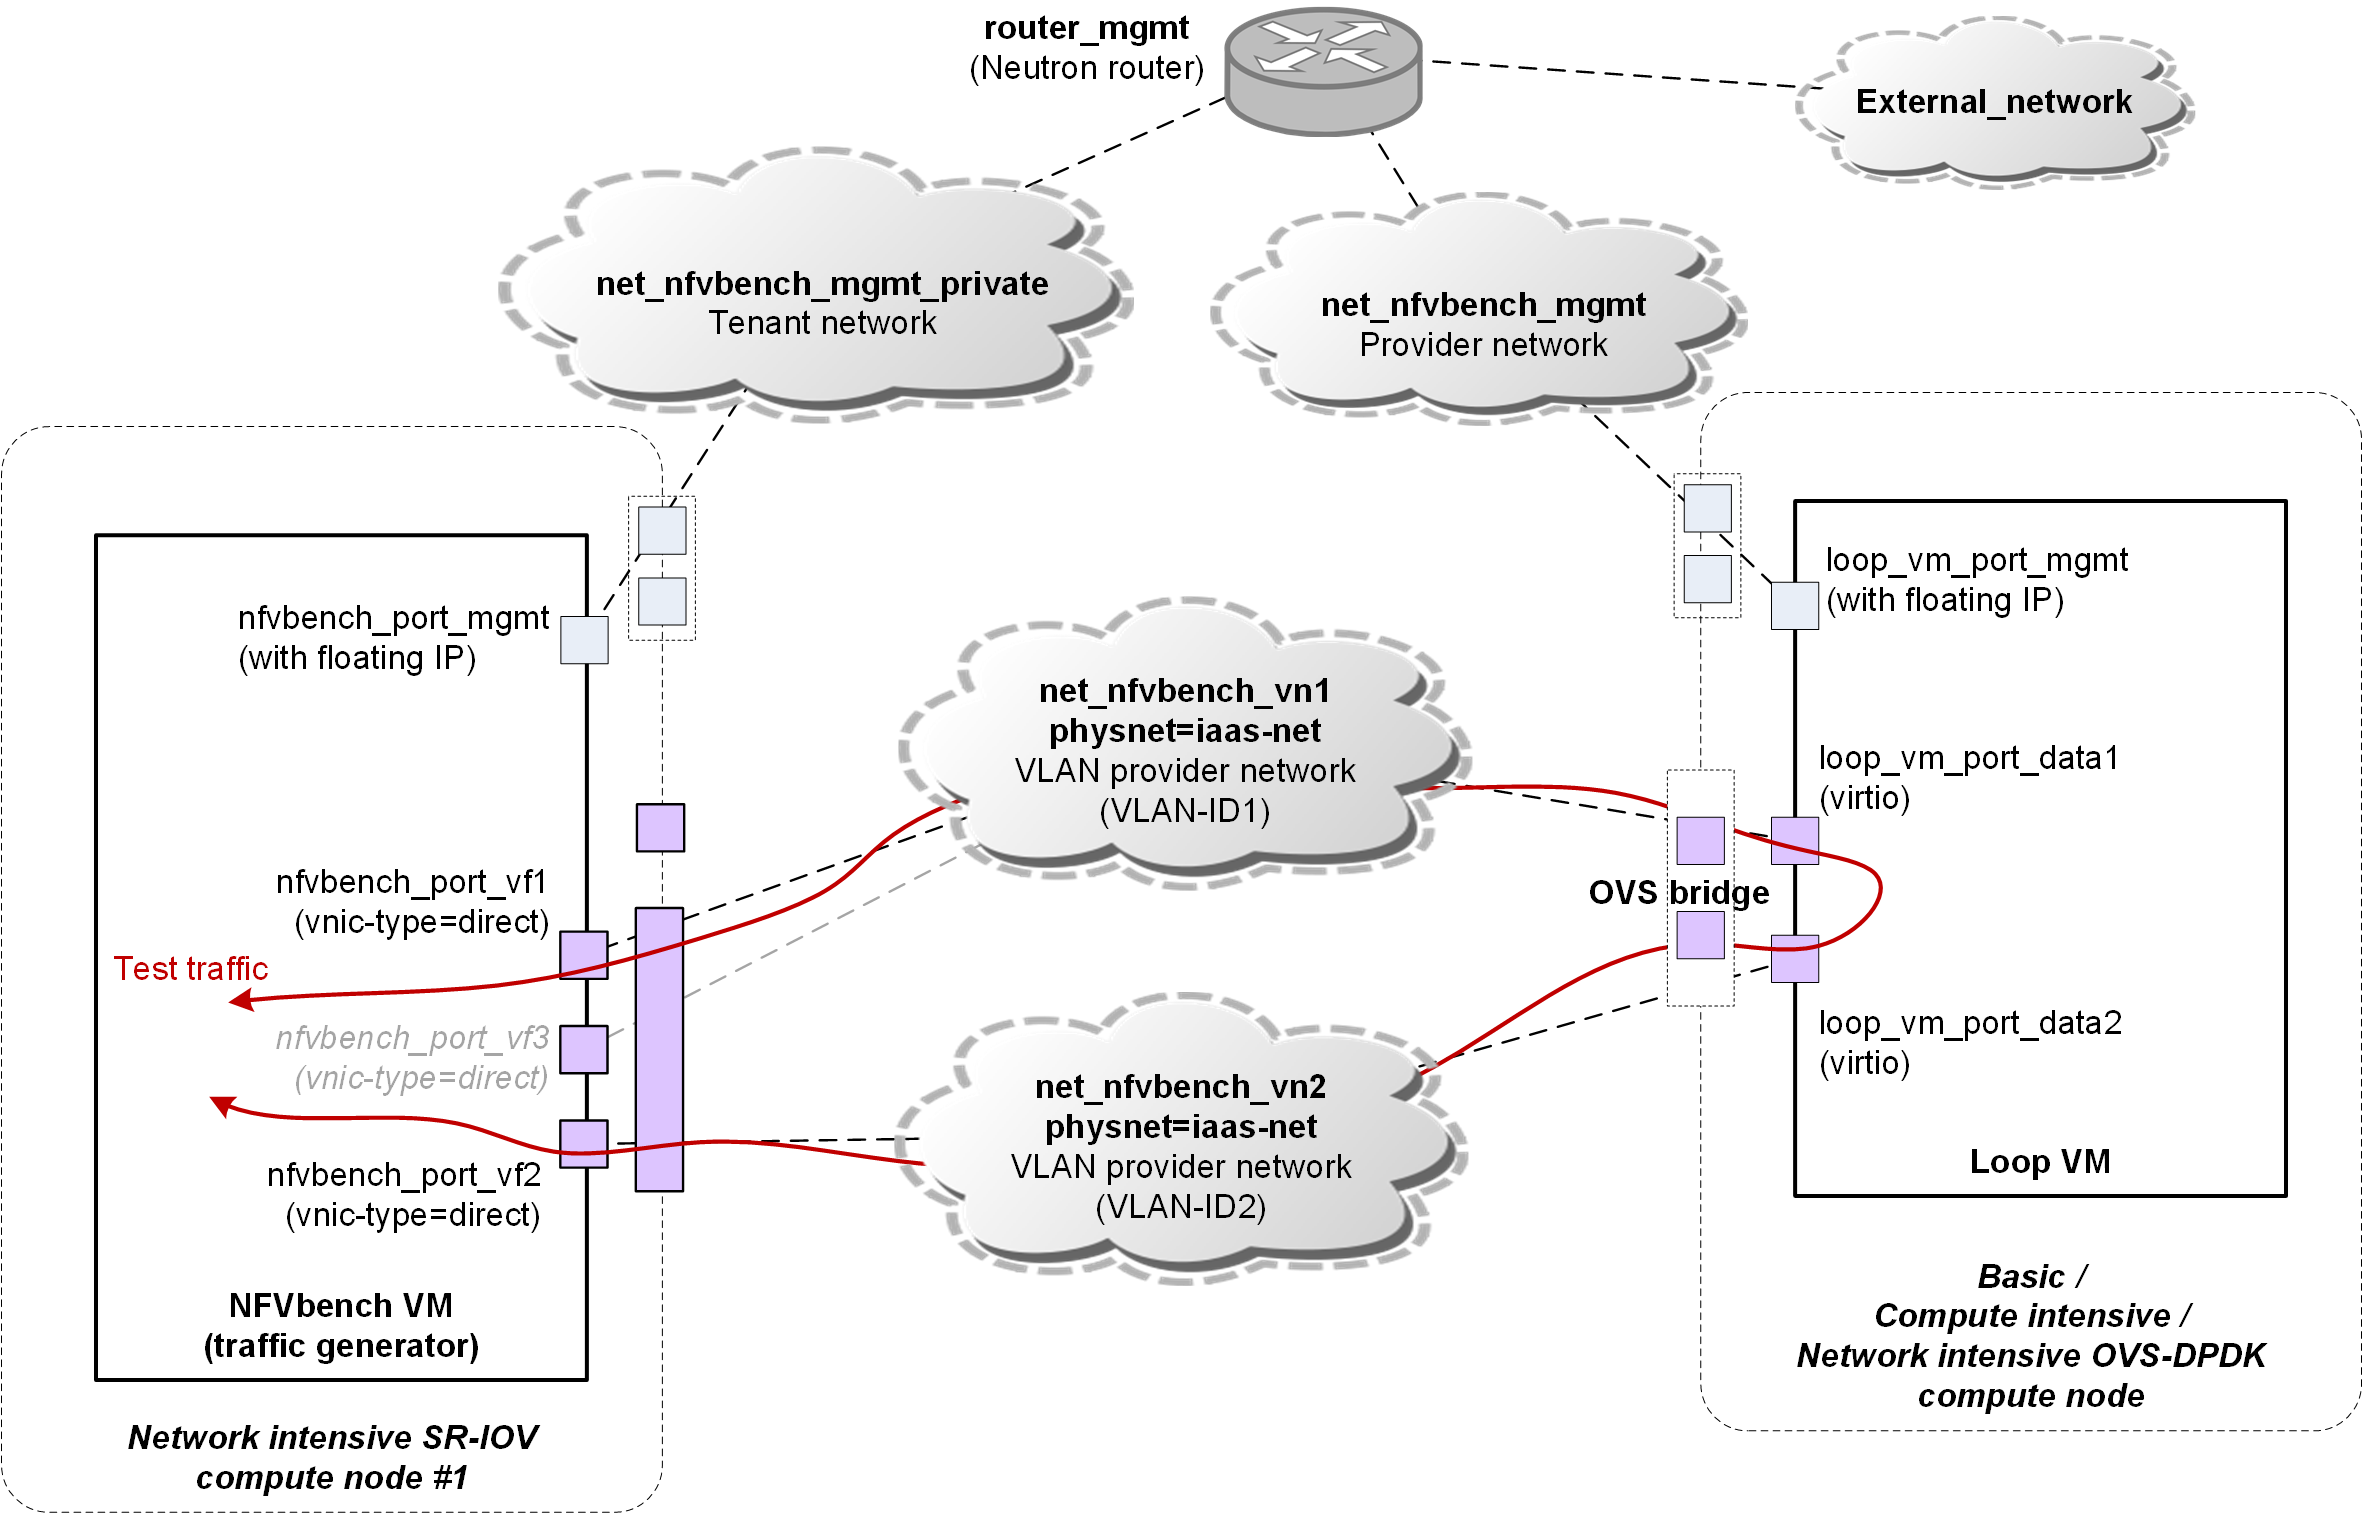 router_mgmt
(Neutron router)
External_network
net_nfvbench_mgmt_private
Tenant network
net_nfvbench_mgmt
Provider network
nfvbench_port_mgmt
(with floating IP)
loop_vm_port_mgmt
(with floating IP)
net_nfvbench_vn1
physnet=iaas-net
VLAN provider network
(VLAN-ID1)
loop_vm_port_data1
(virtio)
nfvbench_port_vf1
(vnic-type=direct)
OVS bridge
Test traffic
nfvbench_port_vf3
(vnic-type=direct)
loop_vm_port_data2
(virtio)
net_nfvbench_vn2
physnet=iaas-net
VLAN provider network
(VLAN-ID2)
nfvbench_port_vf2
(vnic-type=direct)
Loop VM
NFVbench VM
(traffic generator)
Basic /
Compute intensive /
Network intensive OVS-DPDK
compute node
Network intensive SR-IOV
compute node #1